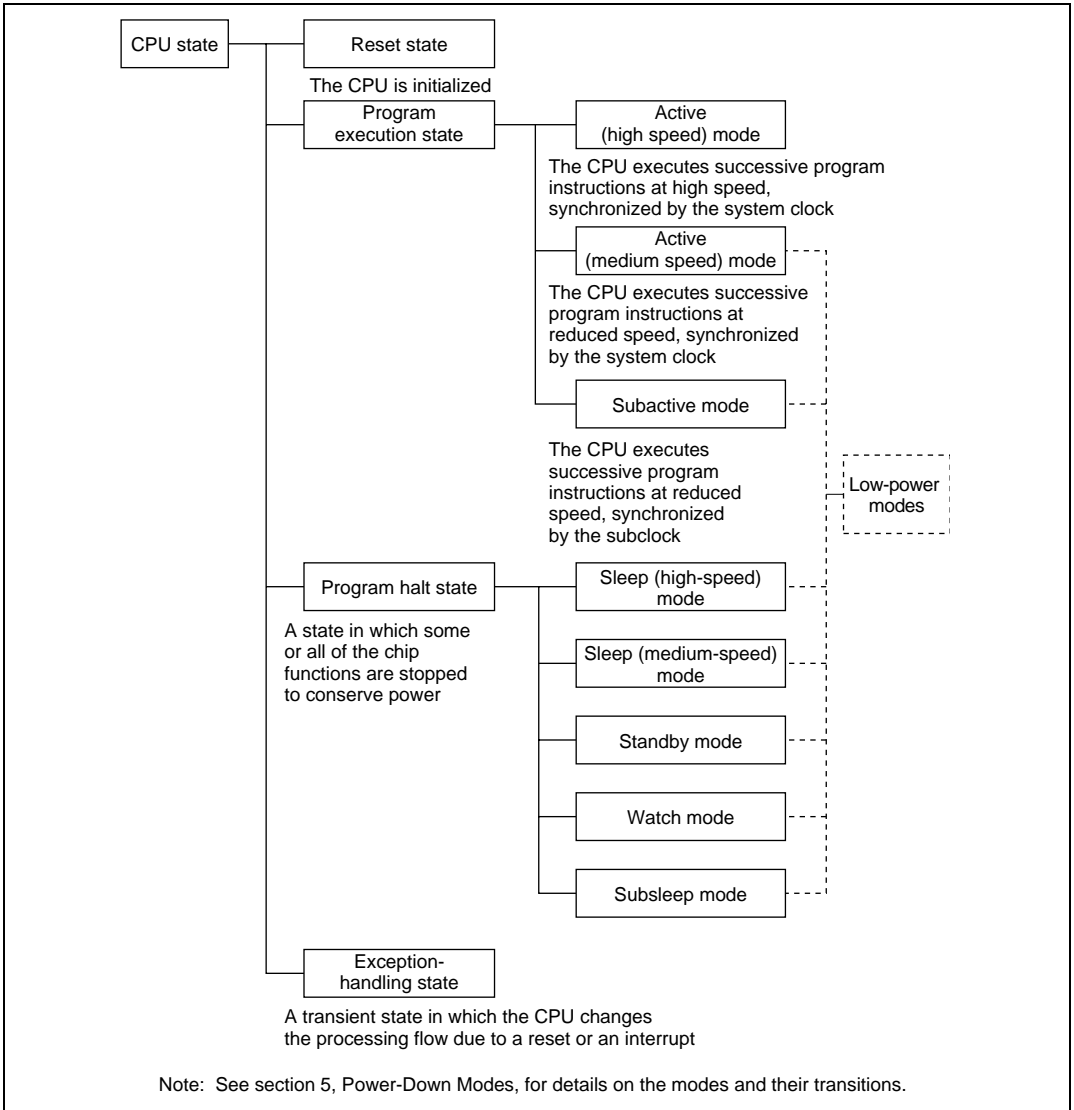 CPU state
Reset state
The CPU is initialized
Program
execution state
Active
(high speed) mode
The CPU executes successive program
instructions at high speed,
synchronized by the system clock
Active
(medium speed) mode
The CPU executes successive
program instructions at
reduced speed, synchronized
by the system clock
Subactive mode
The CPU executes
successive program
instructions at reduced
speed, synchronized
by the subclock
Low-power
modes
Program halt state
A state in which some
or all of the chip
functions are stopped
to conserve power
Sleep (high-speed)
mode
Sleep (medium-speed)
mode
Standby mode
Watch mode
Subsleep mode
Exception-
handling state
A transient state in which the CPU changes
the processing flow due to a reset or an interrupt
Note: See section 5, Power-Down Modes, for details on the modes and their transitions.